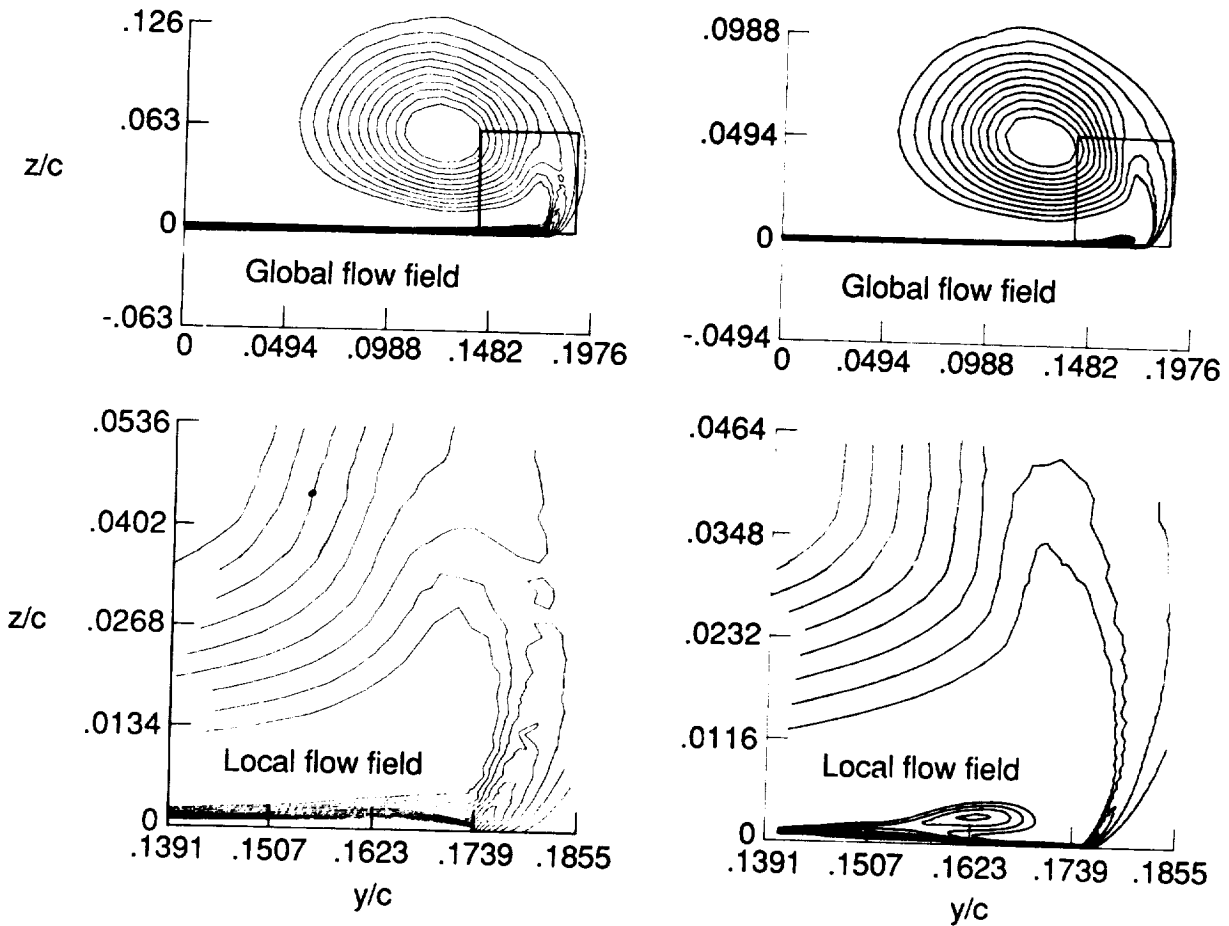 .126
.063
z/c
0
Global flow field
-.063
0 .0494 .0988 .1482 .1976
.0988
.0494
0
Global flow field
-.0494
0 .0494 .0988 .1482 .1976
.0536
.0402
z/c
.0268
.0134
Local flow field
0
.1391 .1507 .1623 .1739 .1855
y/c
.0464
.0348
.0232
.0116
Local flow field
0
.1391 .1507 .1623 .1739 .1855
y/c